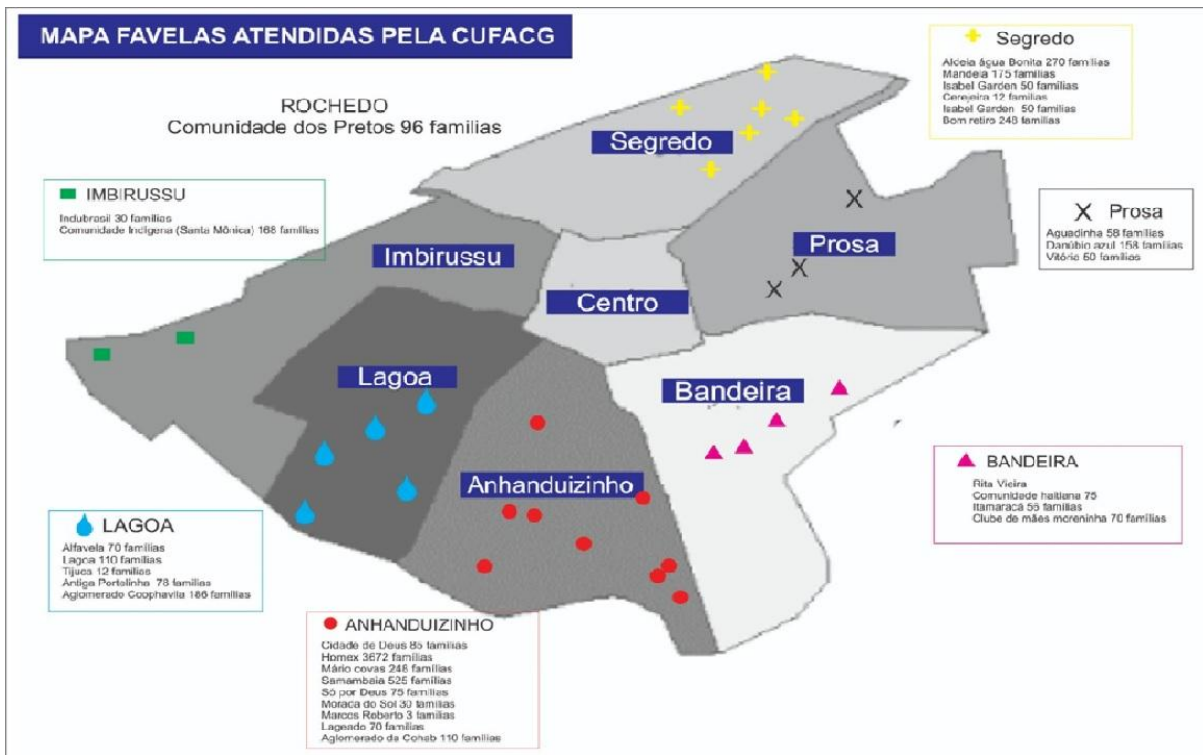 MAPA FAVELAS ATENDIDAS PELA CUFACG
ROCHEDO
Comunidade dos Pretos 96 famílias
Segredo
Aldeia água Bonita 270 famílias
Mandela 175 famílias
Isabel Garden 50 famílias
Cerejeira 12 famílias
Isabel Garden 50 famílias
Bom retiro 248 famílias
Segredo
IMBIRUSSU
Indubrasil 30 famílias
Comunidade Indígena (Santa Mônica) 168 famílias
Prosa
Aguadinha 58 famílias
Danúbio azul 158 famílias
Vitória 60 famílias
Imbirussu
Prosa
Centro
Lagoa
Bandeira
Anhanduizinho
BANDEIRA
Rita Vieira
Comunidade haitiana 75
Itamaracá 56 famílias
Clube de mães moreninha 70 famílias
LAGOA
Alfavela 70 famílias
Lagoa 110 famílias
Tijuca 12 famílias
Antiga Portelinha 78 famílias
Aglomerado Coophavila 186 famílias
ANHANDUIZINHO
Cidade de Deus 85 famílias
Homex 3672 famílias
Mário covas 248 famílias
Samambaia 525 famílias
Só por Deus 75 famílias
Morada do Sol 30 famílias
Marcos Roberto 3 famílias
Lageado 70 famílias
Aglomerado da Cohab 110 famílias